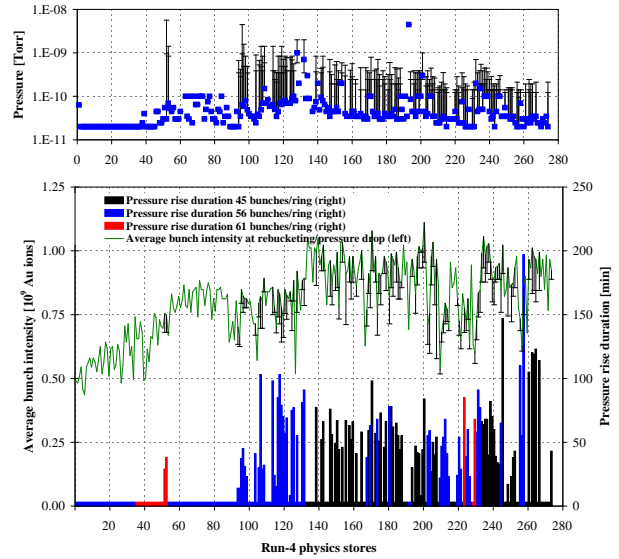 1.E-08
1.E-09
1.E-10
1.E-11
Pressure [Torr]
0 20 40 60 80 100 120 140 160 180 200 220 240 260 280
1.25
1.00
0.75
0.50
0.25
0.00
Average bunch intensity [10⁹ Au ions]
Pressure rise duration 45 bunches/ring (right)
Pressure rise duration 56 bunches/ring (right)
Pressure rise duration 61 bunches/ring (right)
Average bunch intensity at rebucketing/pressure drop (left)
250
200
150
100
50
0
Pressure rise duration [min]
20 40 60 80 100 120 140 160 180 200 220 240 260 280
Run-4 physics stores